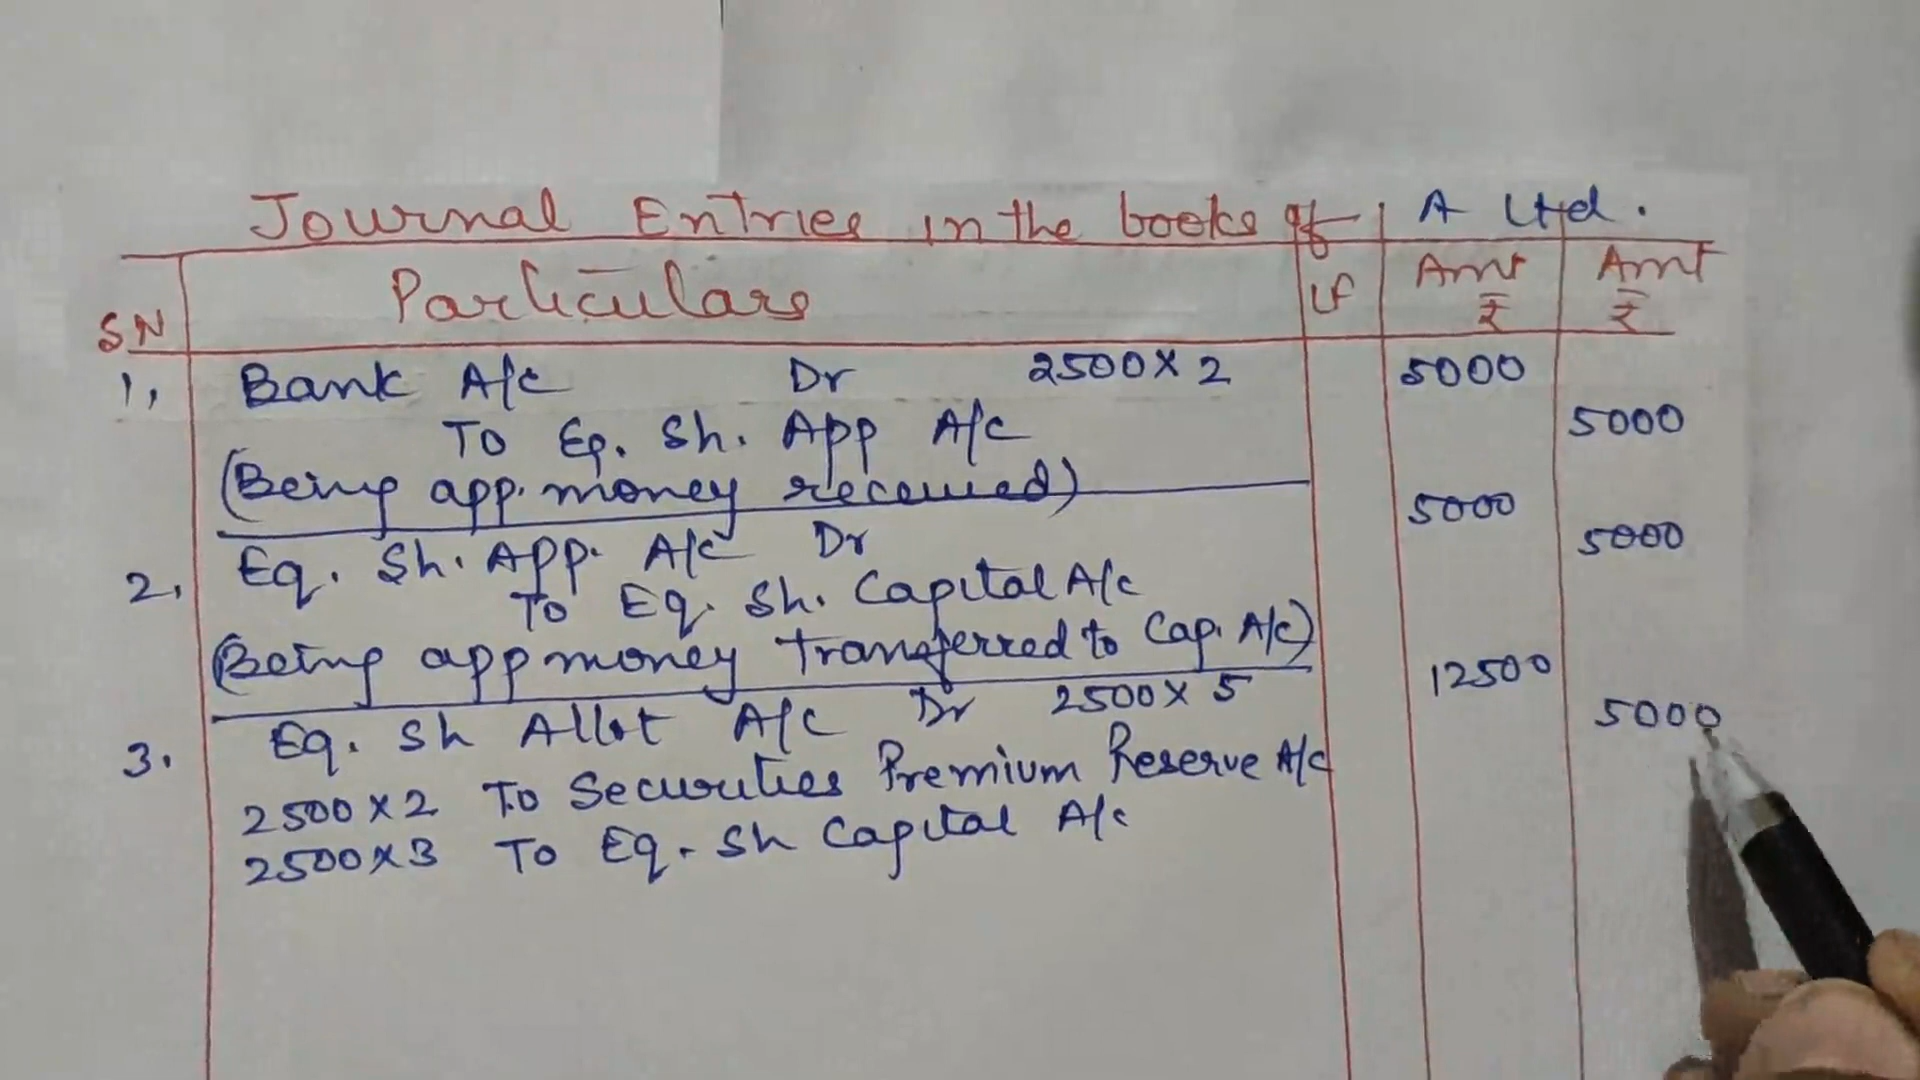 Journal Entries in the books of A Ltd.
SN Particulars LF Amt ₹ Amt ₹
1, Bank A/c Dr 2500 x 2 5000
To Eq. Sh. App A/c 5000
(Being app. money received)
2. Eq. Sh. App. A/c Dr 5000
To Eq. Sh. Capital A/c 5000
(Being app money transferred to Cap. A/c)
3. Eq. Sh Allot A/c Dr 2500 x 5 12500
2500 x 2 To Securities Premium Reserve A/c 5000
2500 x 3 To Eq. Sh Capital A/c